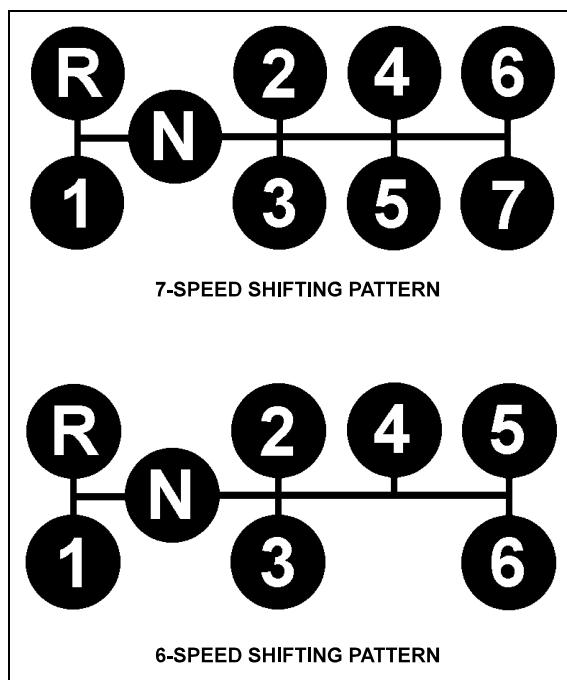 R 2 4 6
N
1 3 5 7
7-SPEED SHIFTING PATTERN
R 2 4 5
N
1 3 6
6-SPEED SHIFTING PATTERN